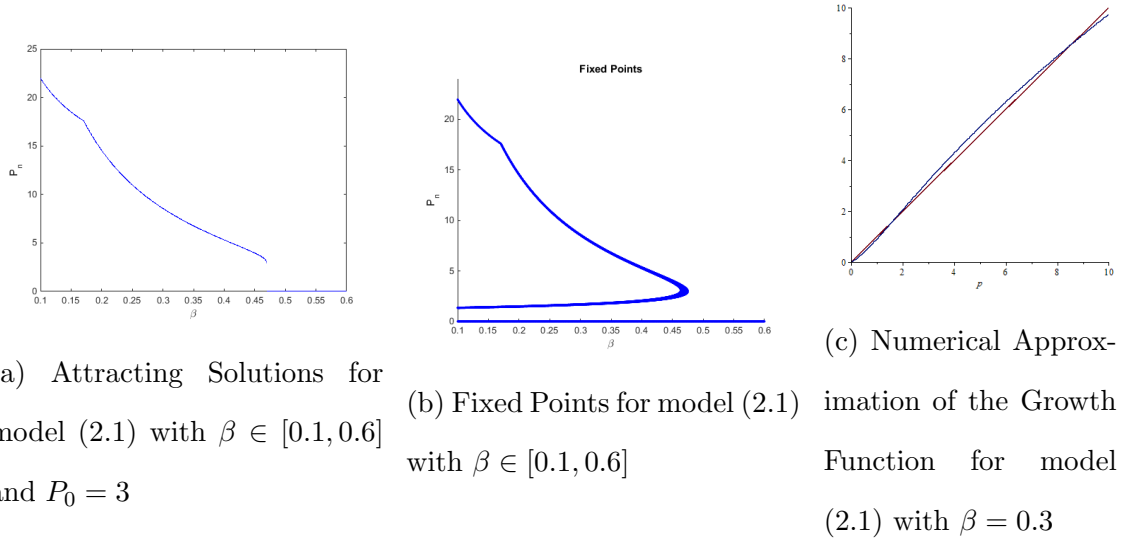 25
20
15
10
5
0
P_n
0.1 0.15 0.2 0.25 0.3 0.35 0.4 0.45 0.5 0.55 0.6
β
a) Attracting Solutions for
model (2.1) with β ∈ [0.1, 0.6]
and P_0 = 3
Fixed Points
20
15
10
5
0
P_n
0.1 0.15 0.2 0.25 0.3 0.35 0.4 0.45 0.5 0.55 0.6
β
(b) Fixed Points for model (2.1)
with β ∈ [0.1, 0.6]
10
8
6
4
2
0
0 2 4 6 8 10
p
(c) Numerical Approx-
imation of the Growth
Function for model
(2.1) with β = 0.3